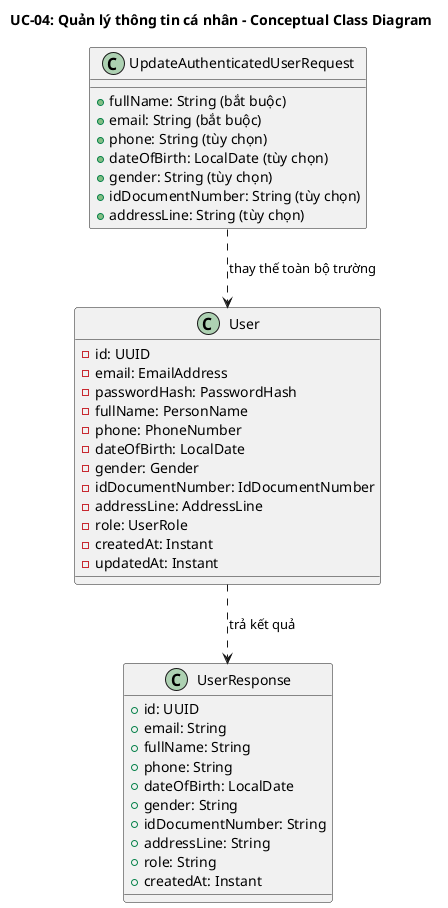 UC-04: Quản lý thông tin cá nhân - Conceptual Class Diagram
C UpdateAuthenticatedUserRequest
fullName: String (bắt buộc)
email: String (bắt buộc)
phone: String (tùy chọn)
dateOfBirth: LocalDate (tùy chọn)
gender: String (tùy chọn)
idDocumentNumber: String (tùy chọn)
addressLine: String (tùy chọn)
thay thế toàn bộ trường
C User
id: UUID
email: EmailAddress
passwordHash: PasswordHash
fullName: PersonName
phone: PhoneNumber
dateOfBirth: LocalDate
gender: Gender
idDocumentNumber: IdDocumentNumber
addressLine: AddressLine
role: UserRole
createdAt: Instant
updatedAt: Instant
trả kết quả
C UserResponse
id: UUID
email: String
fullName: String
phone: String
dateOfBirth: LocalDate
gender: String
idDocumentNumber: String
addressLine: String
role: String
createdAt: Instant